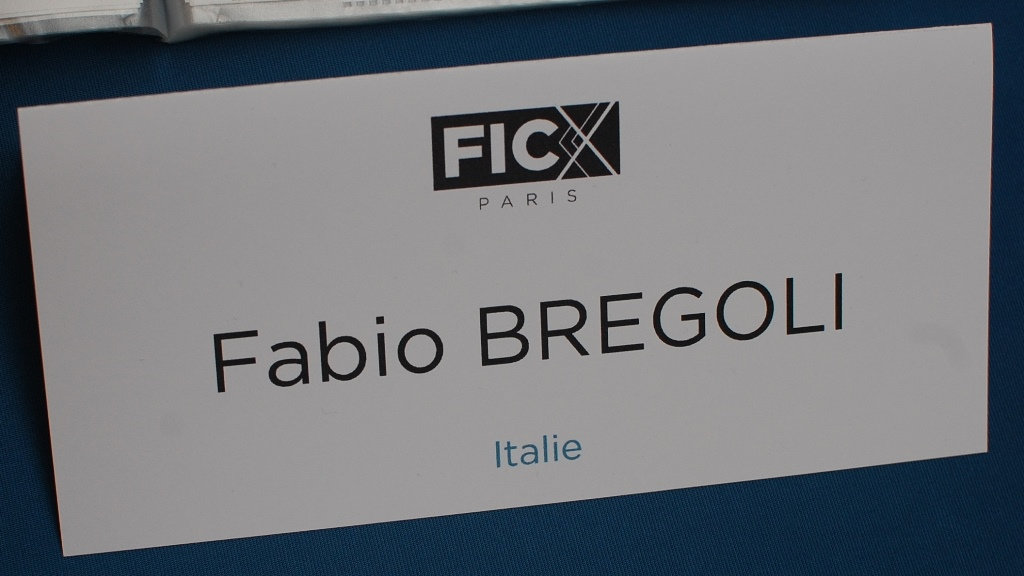 FICX
PARIS
Fabio BREGOLI
Italie